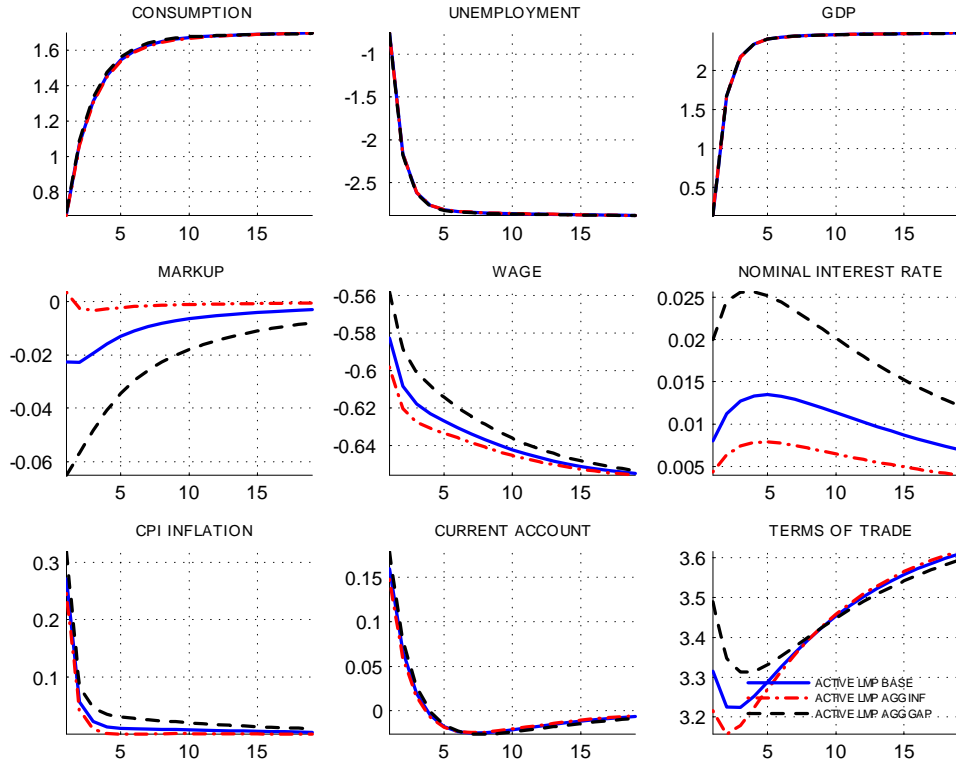 CONSUMPTION
1.6
1.4
1.2
1
0.8
5 10 15
UNEMPLOYMENT
-1
-1.5
-2
-2.5
5 10 15
GDP
2
1.5
1
0.5
5 10 15
MARKUP
0
-0.02
-0.04
-0.06
5 10 15
WAGE
-0.56
-0.58
-0.6
-0.62
-0.64
5 10 15
NOMINAL INTEREST RATE
0.025
0.02
0.015
0.01
0.005
5 10 15
CPI INFLATION
0.3
0.2
0.1
5 10 15
CURRENT ACCOUNT
0.15
0.1
0.05
0
5 10 15
TERMS OF TRADE
3.6
3.5
3.4
3.3
3.2
ACTIVE LMP BASE
ACTIVE LMP AGG INF
ACTIVE LMP AGG GAP
5 10 15